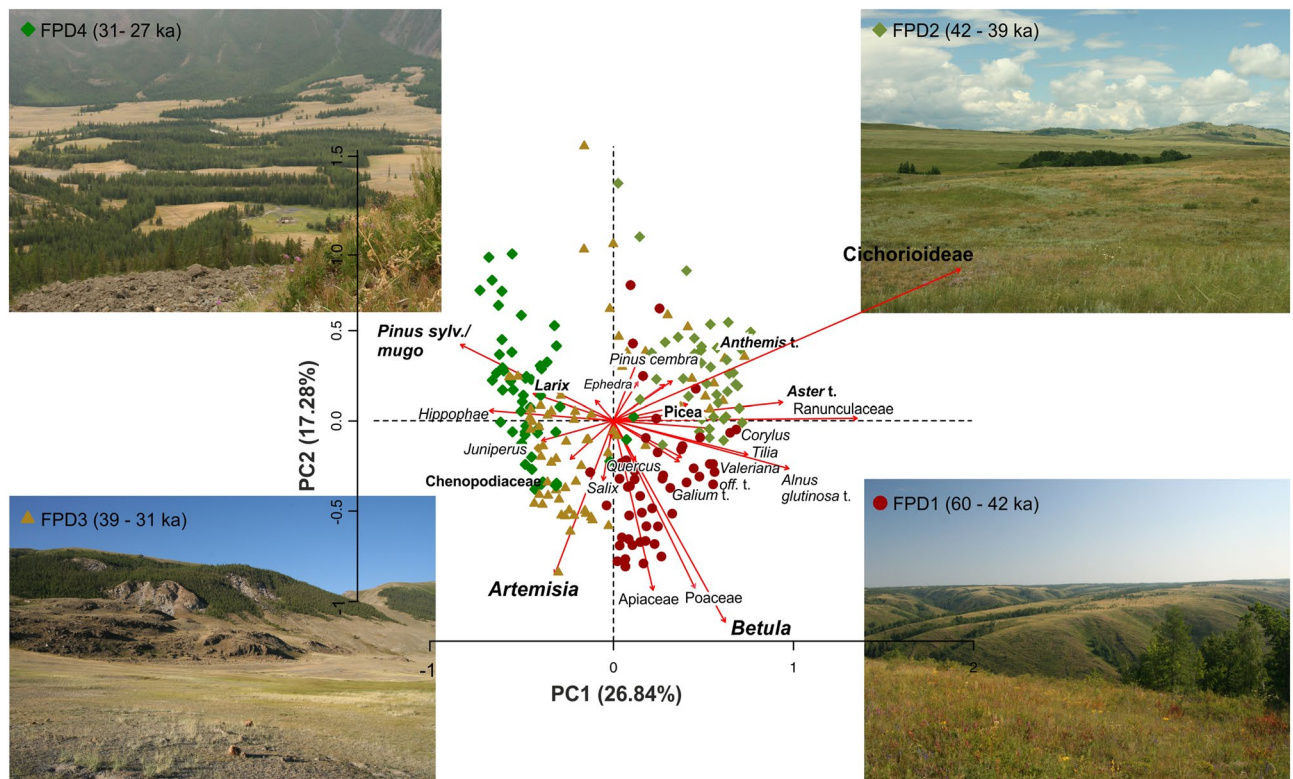 FPD4 (31- 27 ka)
FPD2 (42 - 39 ka)
1.5
1.0
0.5
0.0
-0.5
-1
PC2 (17.28%)
Cichorioideae
Pinus sylv./
mugo
Anthemis t.
Pinus cembra
Larix
Ephedra
Aster t.
Hippophae
Picea
Ranunculaceae
Corylus
Juniperus
Tilia
Quercus
Valeriana
off. t.
Chenopodiaceae
Salix
Galium t.
Alnus
glutinosa t.
FPD3 (39 - 31 ka)
FPD1 (60 - 42 ka)
Artemisia
Apiaceae
Poaceae
Betula
-1
0
1
2
PC1 (26.84%)